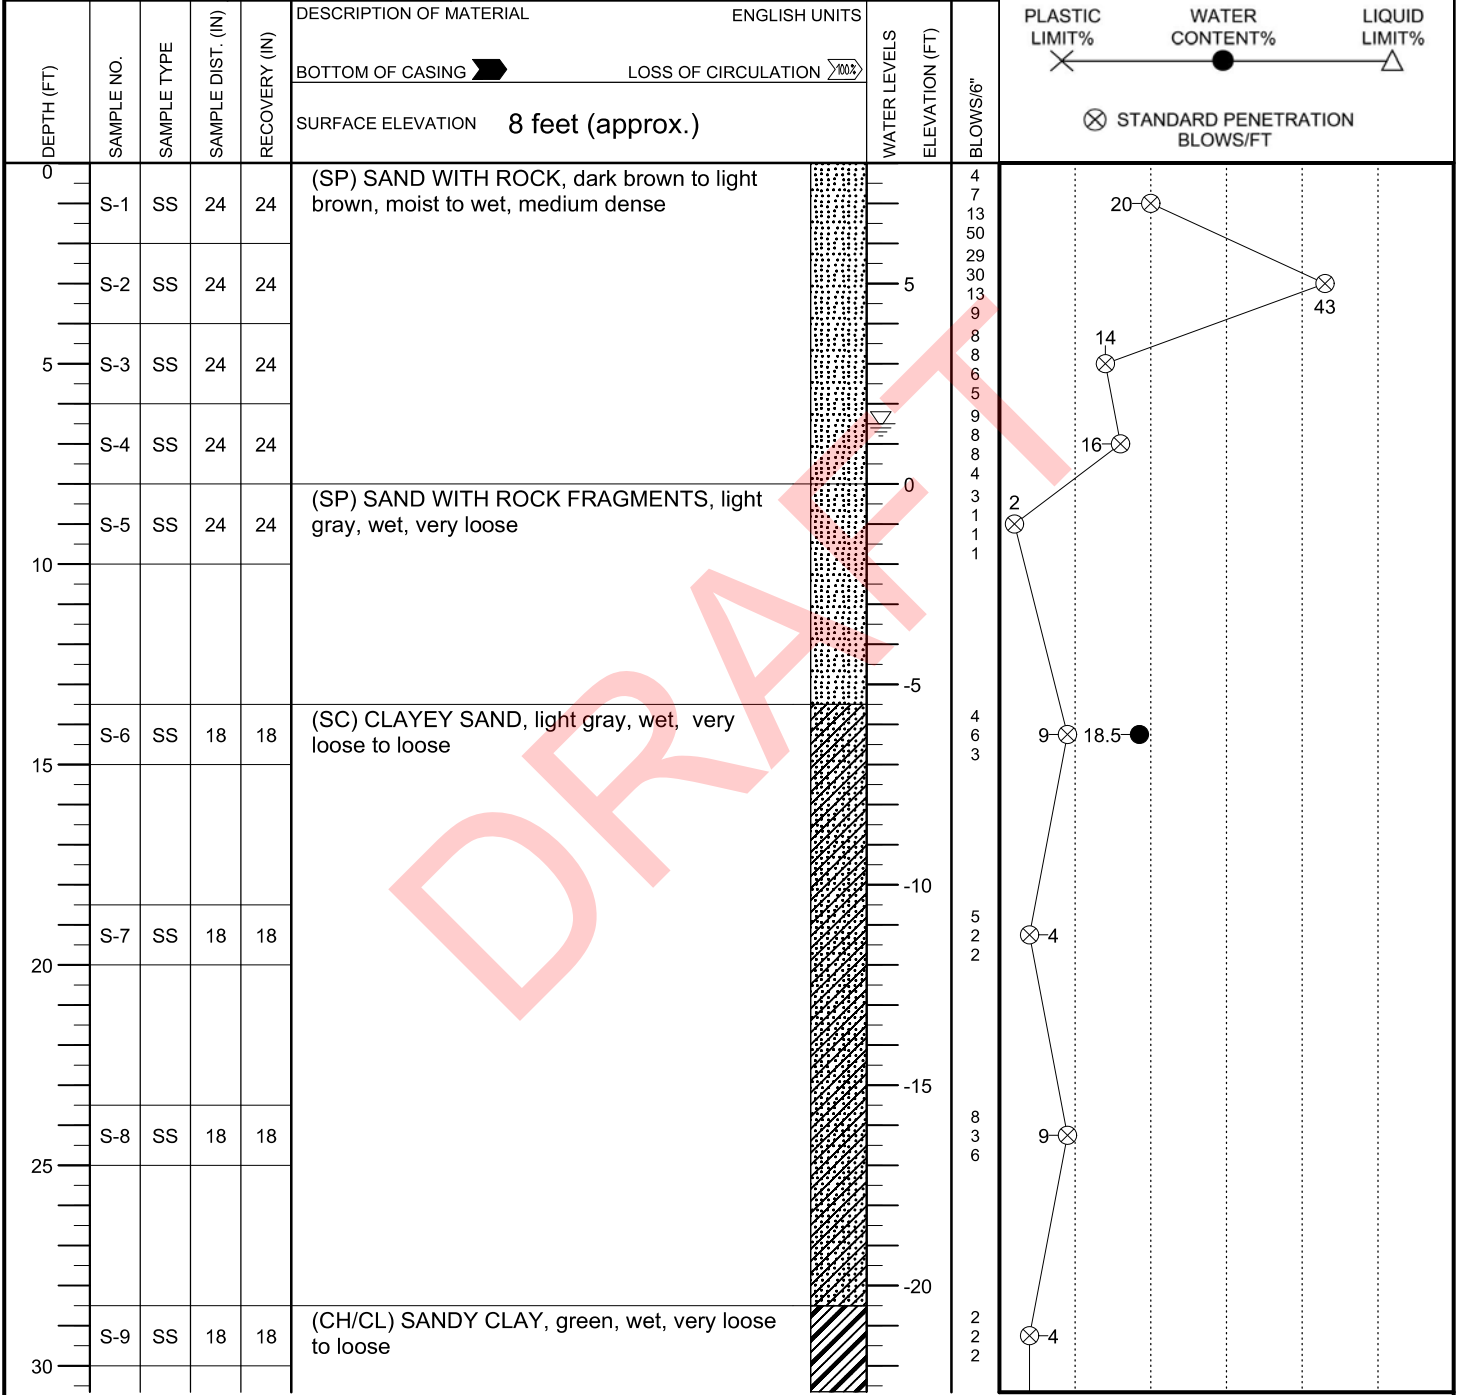 DEPTH (FT)
SAMPLE NO.
SAMPLE TYPE
SAMPLE DIST. (IN)
RECOVERY (IN)
DESCRIPTION OF MATERIAL ENGLISH UNITS
BOTTOM OF CASING LOSS OF CIRCULATION 100%
SURFACE ELEVATION 8 feet (approx.)
WATER LEVELS
ELEVATION (FT)
BLOWS/6"
PLASTIC LIMIT%
WATER CONTENT%
LIQUID LIMIT%
STANDARD PENETRATION
BLOWS/FT
0
(SP) SAND WITH ROCK, dark brown to light
brown, moist to wet, medium dense
S-1 SS 24 24
4
7
13
50
20
S-2 SS 24 24
5
29
30
13
9
43
5
S-3 SS 24 24
8
8
6
5
14
S-4 SS 24 24
9
8
8
4
16
0
(SP) SAND WITH ROCK FRAGMENTS, light
gray, wet, very loose
S-5 SS 24 24
3
1
1
1
2
10
-5
(SC) CLAYEY SAND, light gray, wet, very
loose to loose
S-6 SS 18 18
4
6
3
9 18.5
15
-10
S-7 SS 18 18
5
2
2
4
20
-15
S-8 SS 18 18
8
3
6
9
25
-20
(CH/CL) SANDY CLAY, green, wet, very loose
to loose
S-9 SS 18 18
2
2
2
4
30
DRAFT